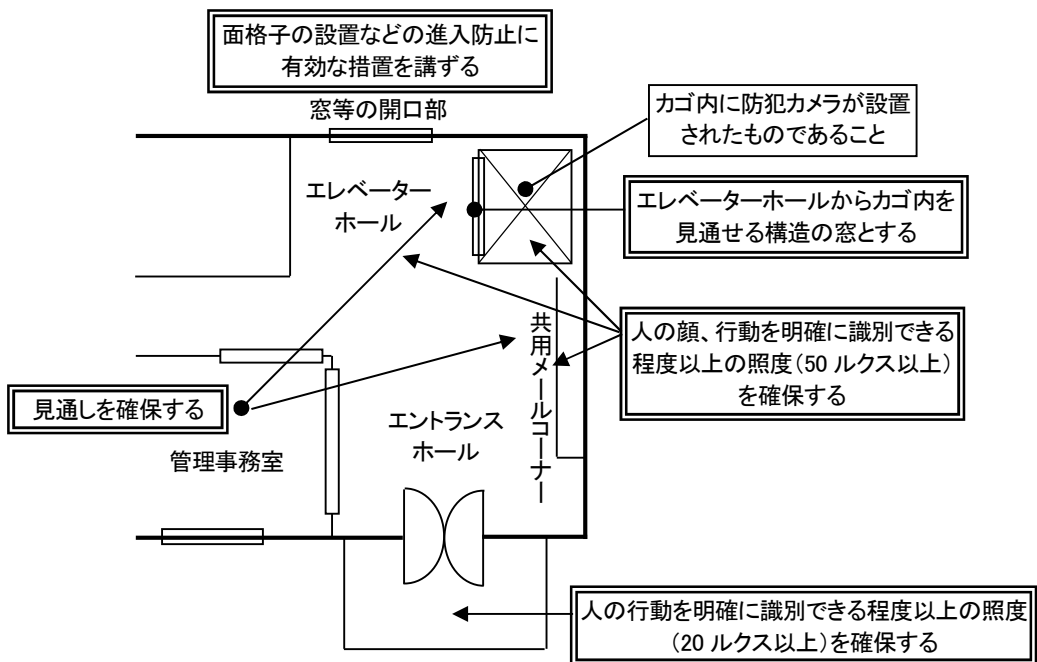 面格子の設置などの進入防止に
有効な措置を講ずる
窓等の開口部
カゴ内に防犯カメラが設置
されたものであること
エレベーター
ホール
エレベーターホールからカゴ内を
見通せる構造の窓とする
人の顔、行動を明確に識別できる
程度以上の照度(50 ルクス以上)
を確保する
共用メールコーナー
見通しを確保する
エントランス
ホール
管理事務室
人の行動を明確に識別できる程度以上の照度
(20 ルクス以上)を確保する